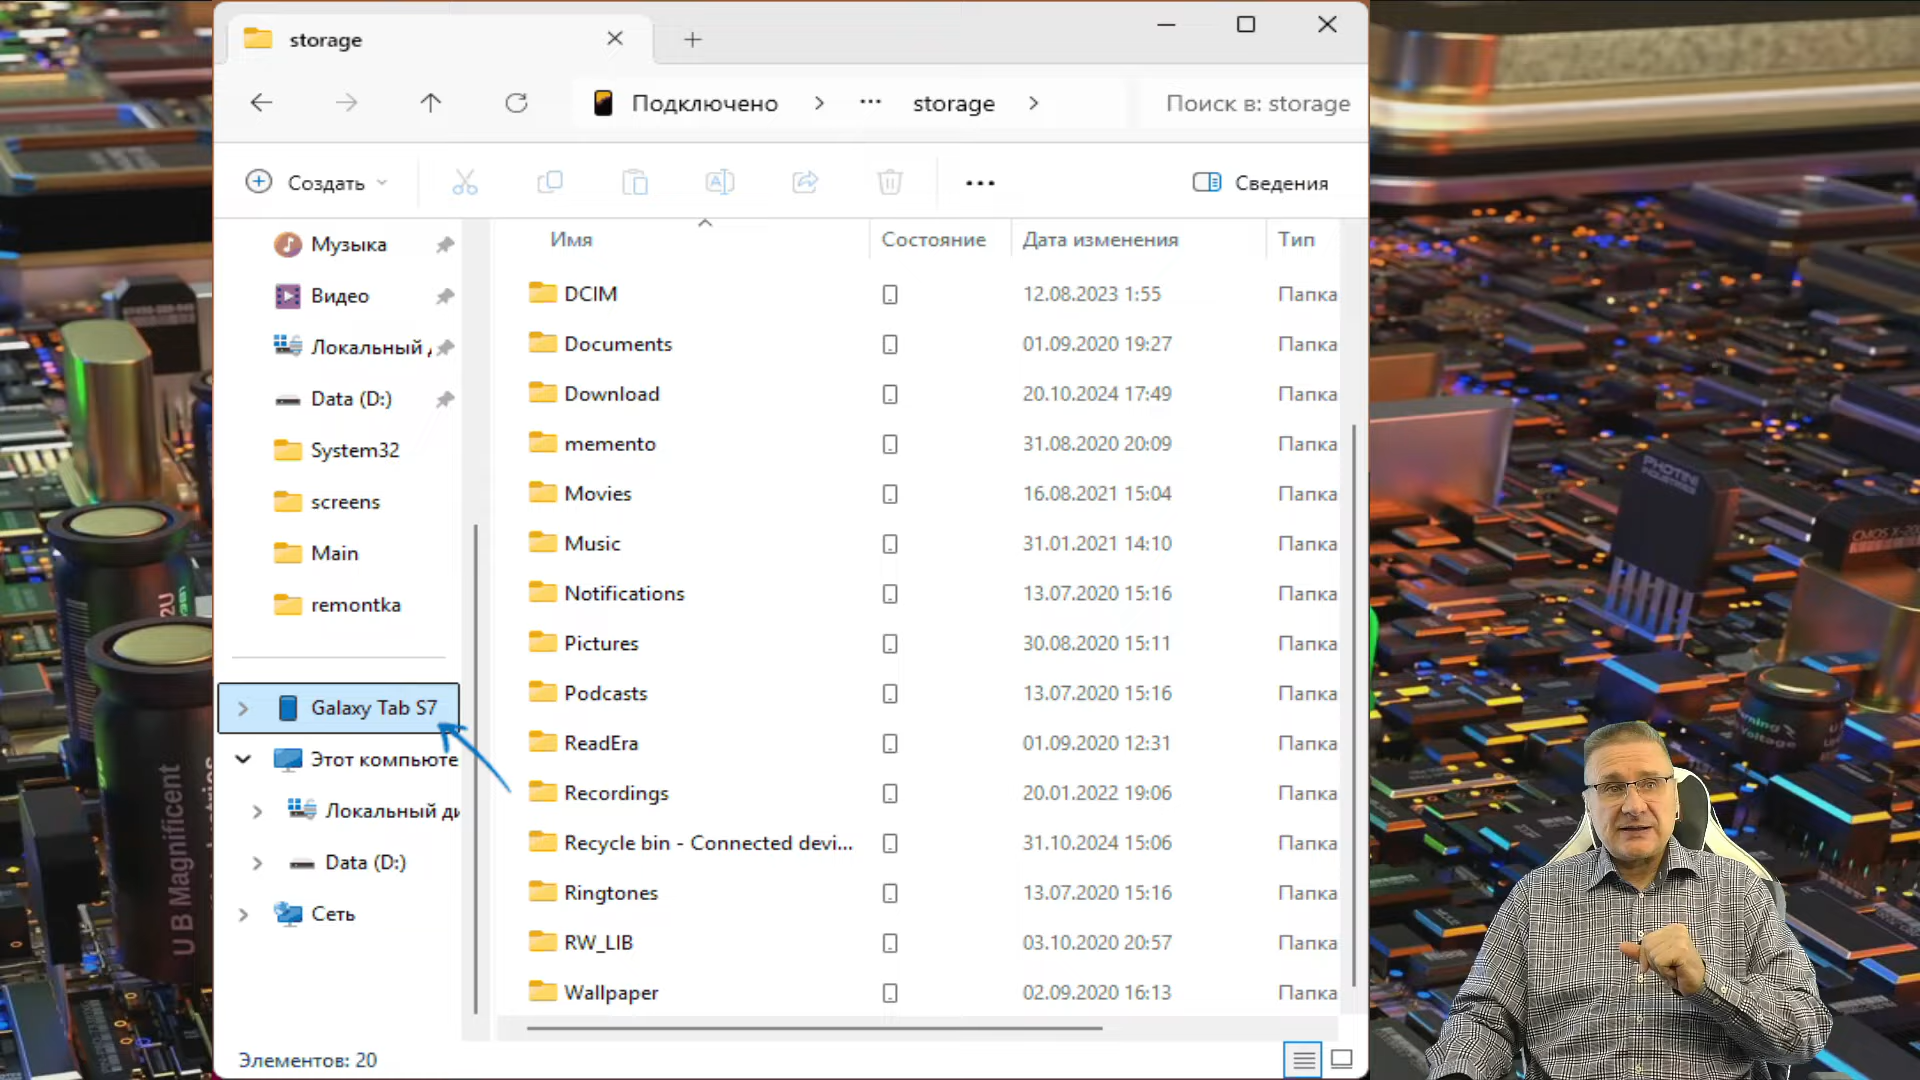 storage
Подключено
storage
Поиск в: storage
Создать
Сведения
Музыка
Видео
Локальный
Data (D:)
System32
screens
Main
remontka
Galaxy Tab S7
Этот компьюте
Локальный ди
Data (D:)
Сеть
Имя Состояние Дата изменения Тип
DCIM 12.08.2023 1:55 Папка
Documents 01.09.2020 19:27 Папка
Download 20.10.2024 17:49 Папка
memento 31.08.2020 20:09 Папка
Movies 16.08.2021 15:04 Папка
Music 31.01.2021 14:10 Папка
Notifications 13.07.2020 15:16 Папка
Pictures 30.08.2020 15:11 Папка
Podcasts 13.07.2020 15:16 Папка
ReadEra 01.09.2020 12:31 Папка
Recordings 20.01.2022 19:06 Папка
Recycle bin - Connected devi... 31.10.2024 15:06 Папка
Ringtones 13.07.2020 15:16 Папка
RW_LIB 03.10.2020 20:57 Папка
Wallpaper 02.09.2020 16:13 Папка
Элементов: 20
UB Magnificent
2U
PHOTINI
Voltage